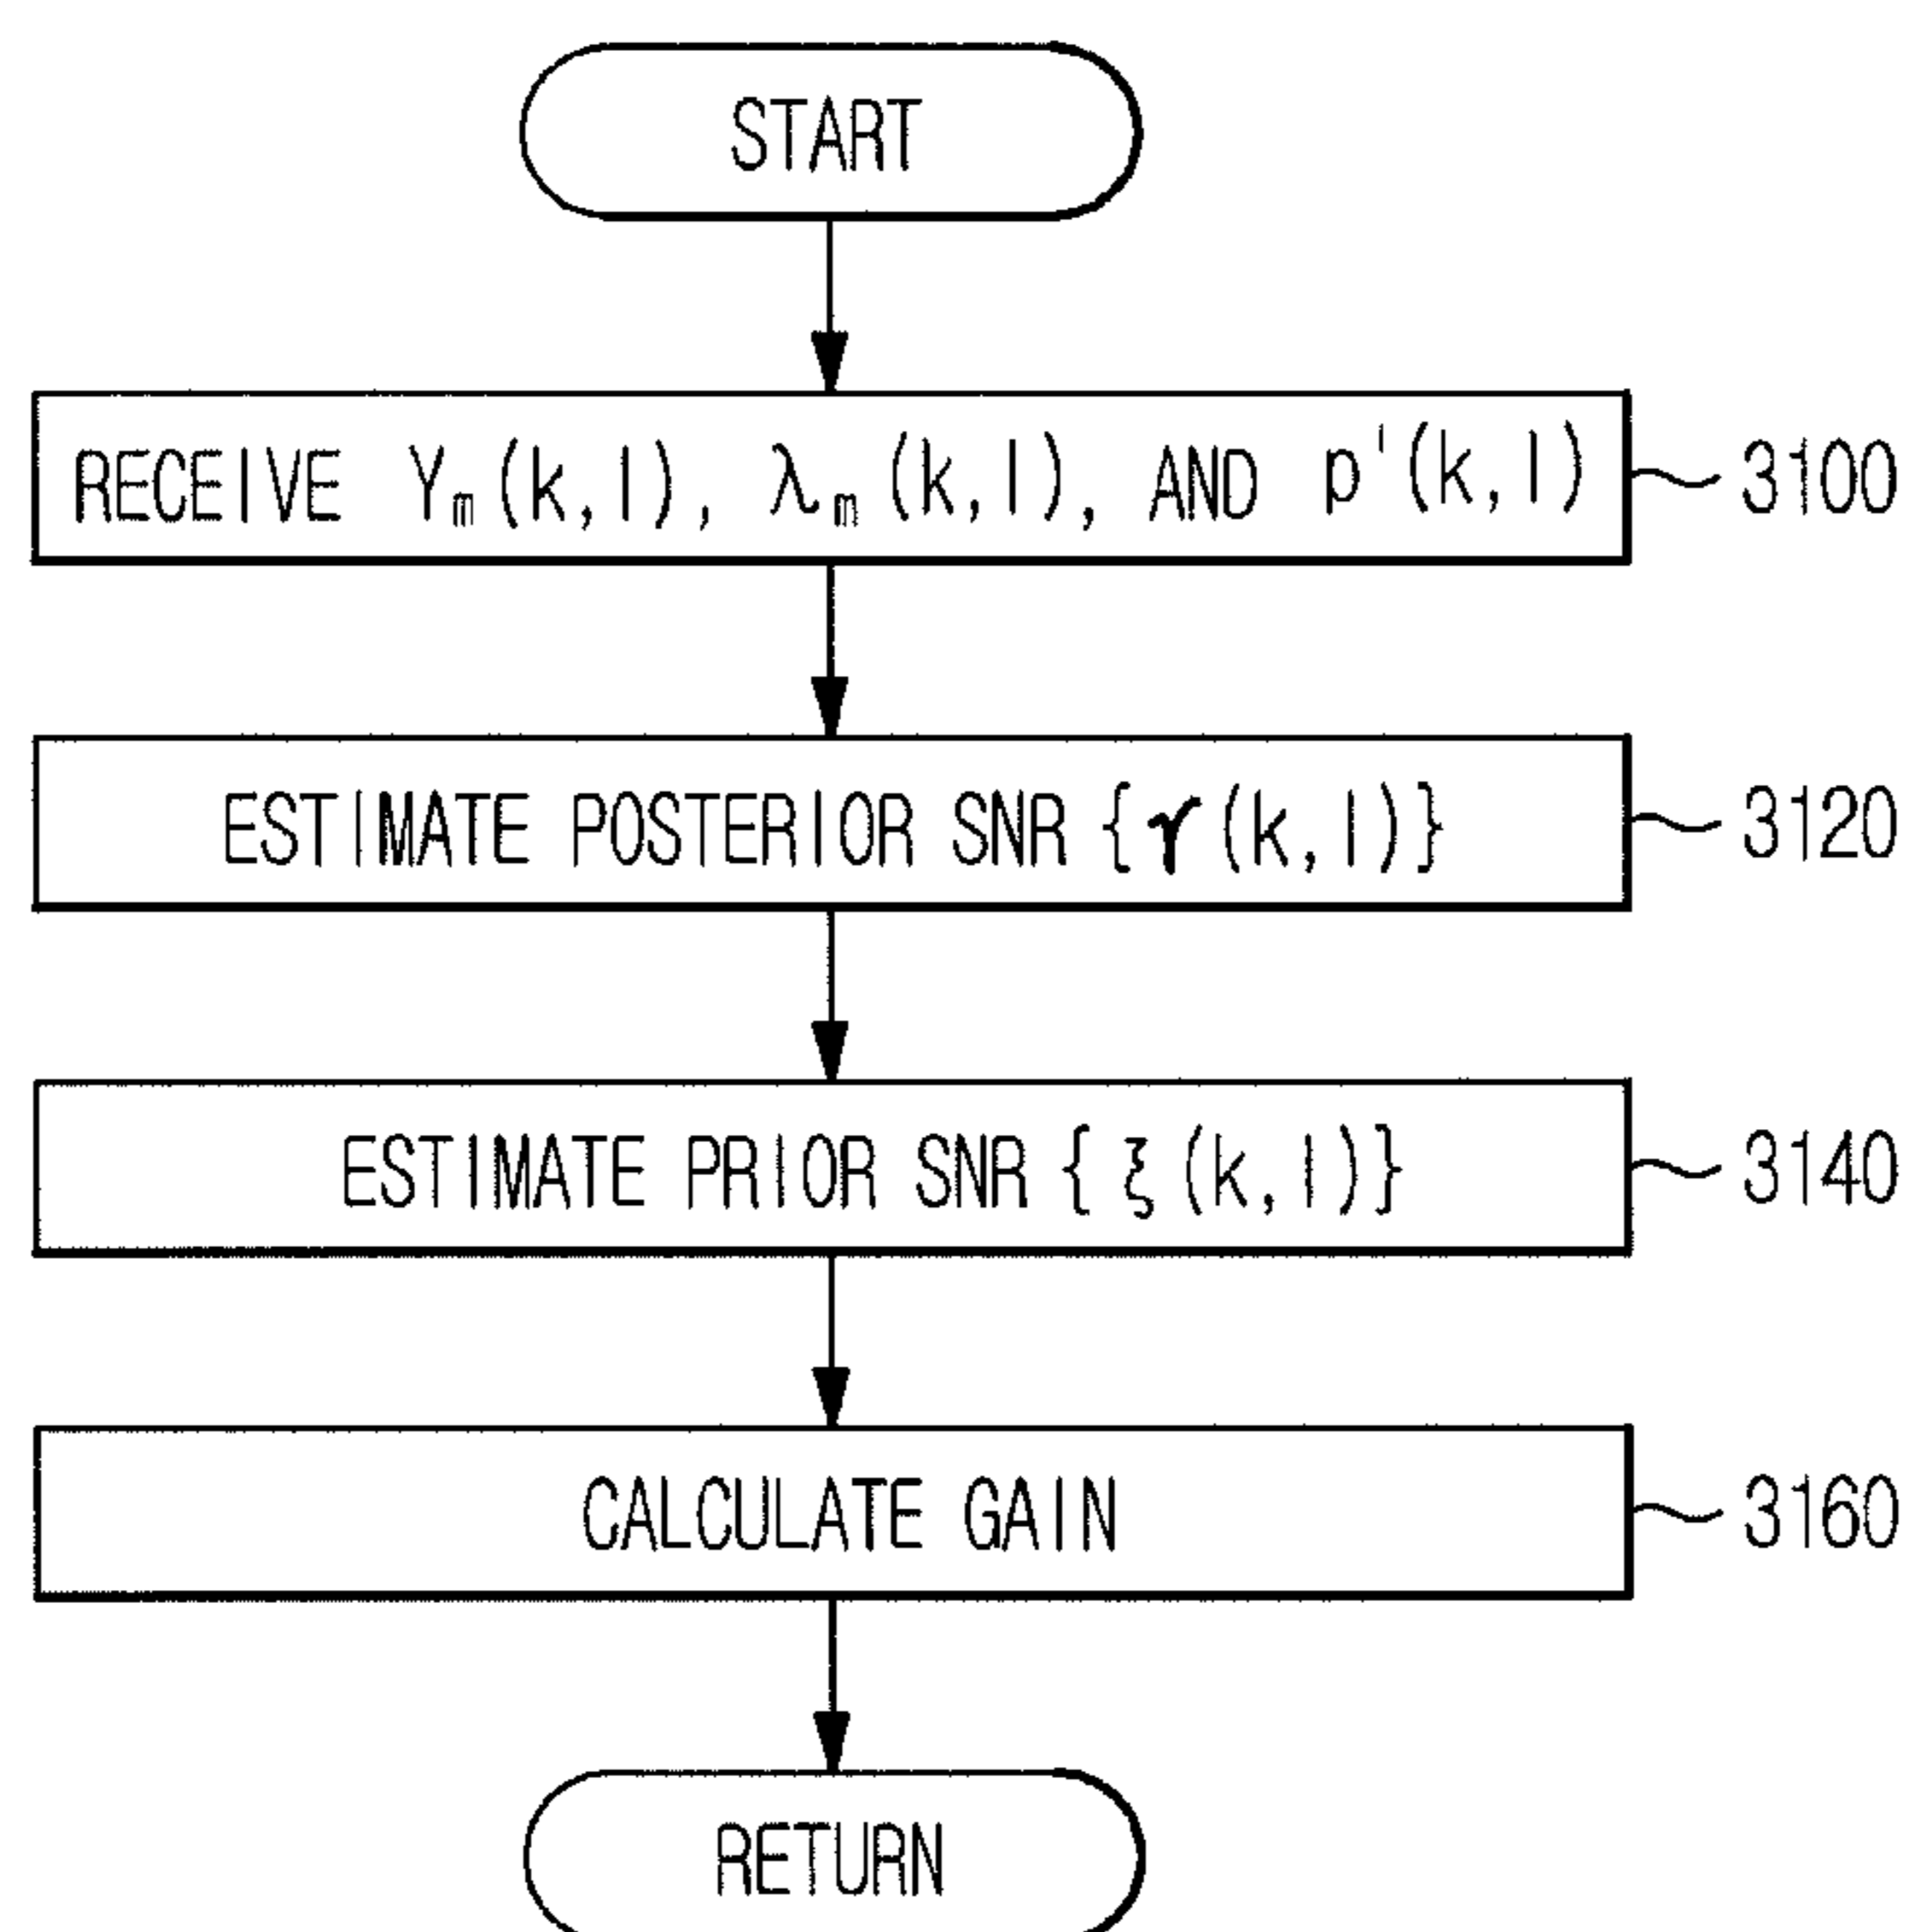 START
RECEIVE Yₘ(k,l), λₘ(k,l), AND p'(k,l)
3100
ESTIMATE POSTERIOR SNR {γ(k,l)}
3120
ESTIMATE PRIOR SNR {ξ(k,l)}
3140
CALCULATE GAIN
3160
RETURN